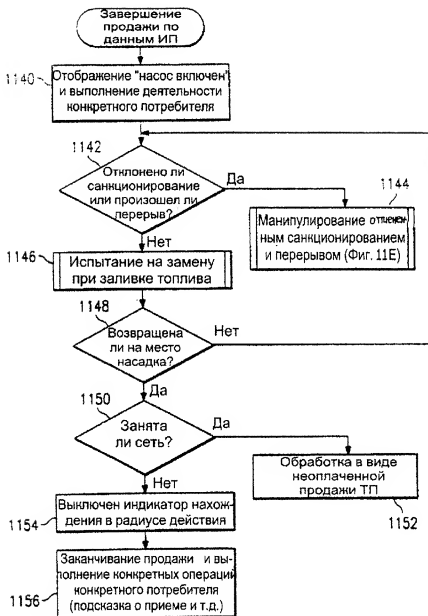 Завершение
продажи по
данным ИП
1140
Отображение "насос включен"
и выполнение деятельности
конкретного потребителя
1142
Отклонено ли
санкционирование
или произошел ли
перерыв?
Да
1144
Манипулирование отменен-
ным санкционированием
и перерывом (Фиг. 11Е)
Нет
1146
Испытание на замену
при заливке топлива
1148
Возвращена
ли на место
насадка?
Нет
Да
1150
Занята
ли сеть?
Да
Обработка в виде
неоплаченной
продажи ТП
1152
Нет
1154
Выключен индикатор нахож-
дения в радиусе действия
1156
Заканчивание продажи и вы-
полнение конкретных операций
конкретного потребителя
(подсказка о приеме и т.д.)